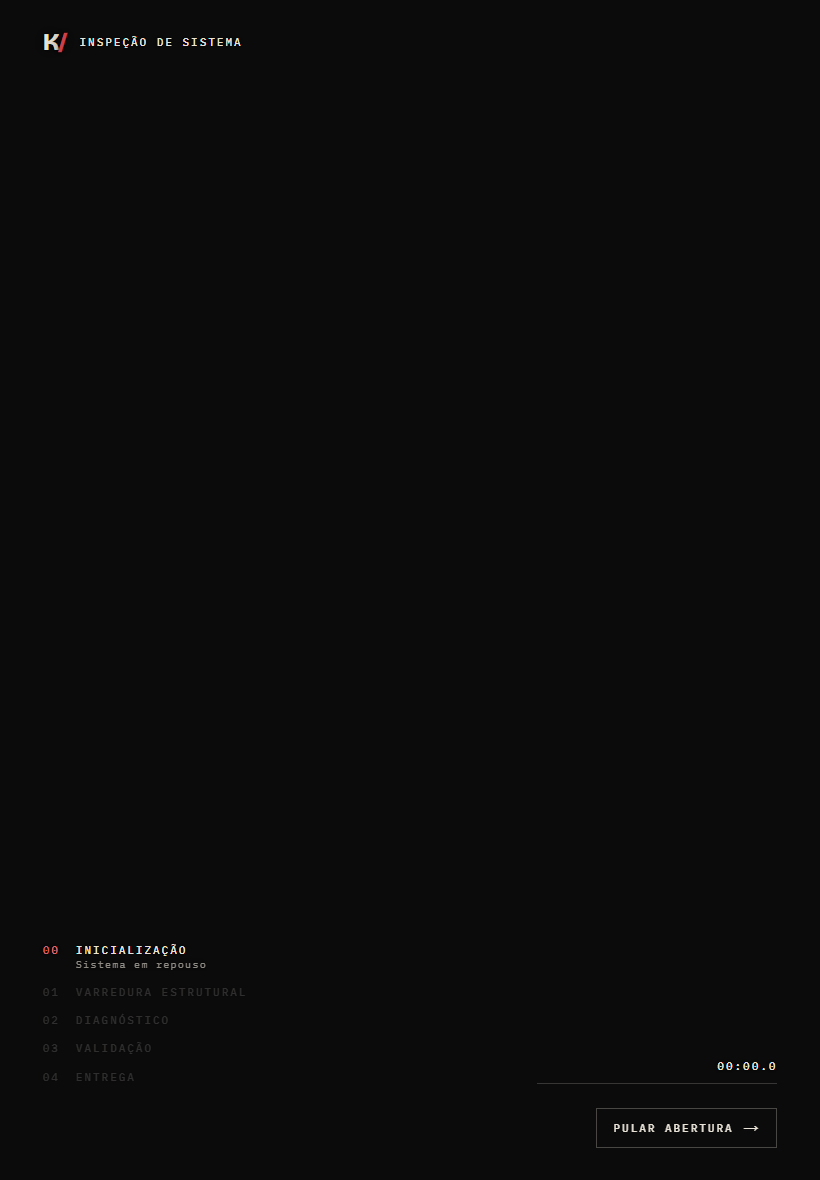 K/ INSPEÇÃO DE SISTEMA
00 INICIALIZAÇÃO
Sistema em repouso
01 VARREDURA ESTRUTURAL
02 DIAGNÓSTICO
03 VALIDAÇÃO
04 ENTREGA
00:00.0
PULAR ABERTURA →